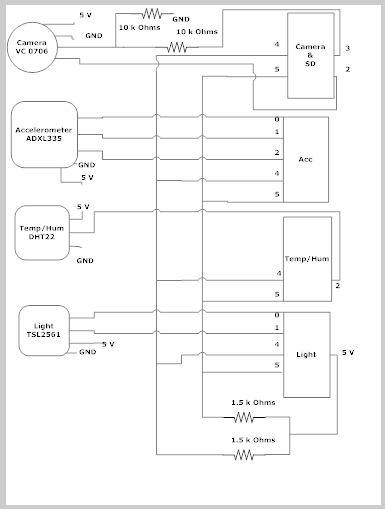 5 V
GND
10 k Ohms
GND
10 k Ohms
Camera
VC 0706
4
5
Camera
&
SD
3
2
Accelerometer
ADXL335
GND
5 V
0
1
2
4
5
Acc
Temp/Hum
DHT22
5 V
GND
4
5
Temp/Hum
2
Light
TSL2561
5 V
GND
0
1
4
5
Light
5 V
1.5 k Ohms
1.5 k Ohms